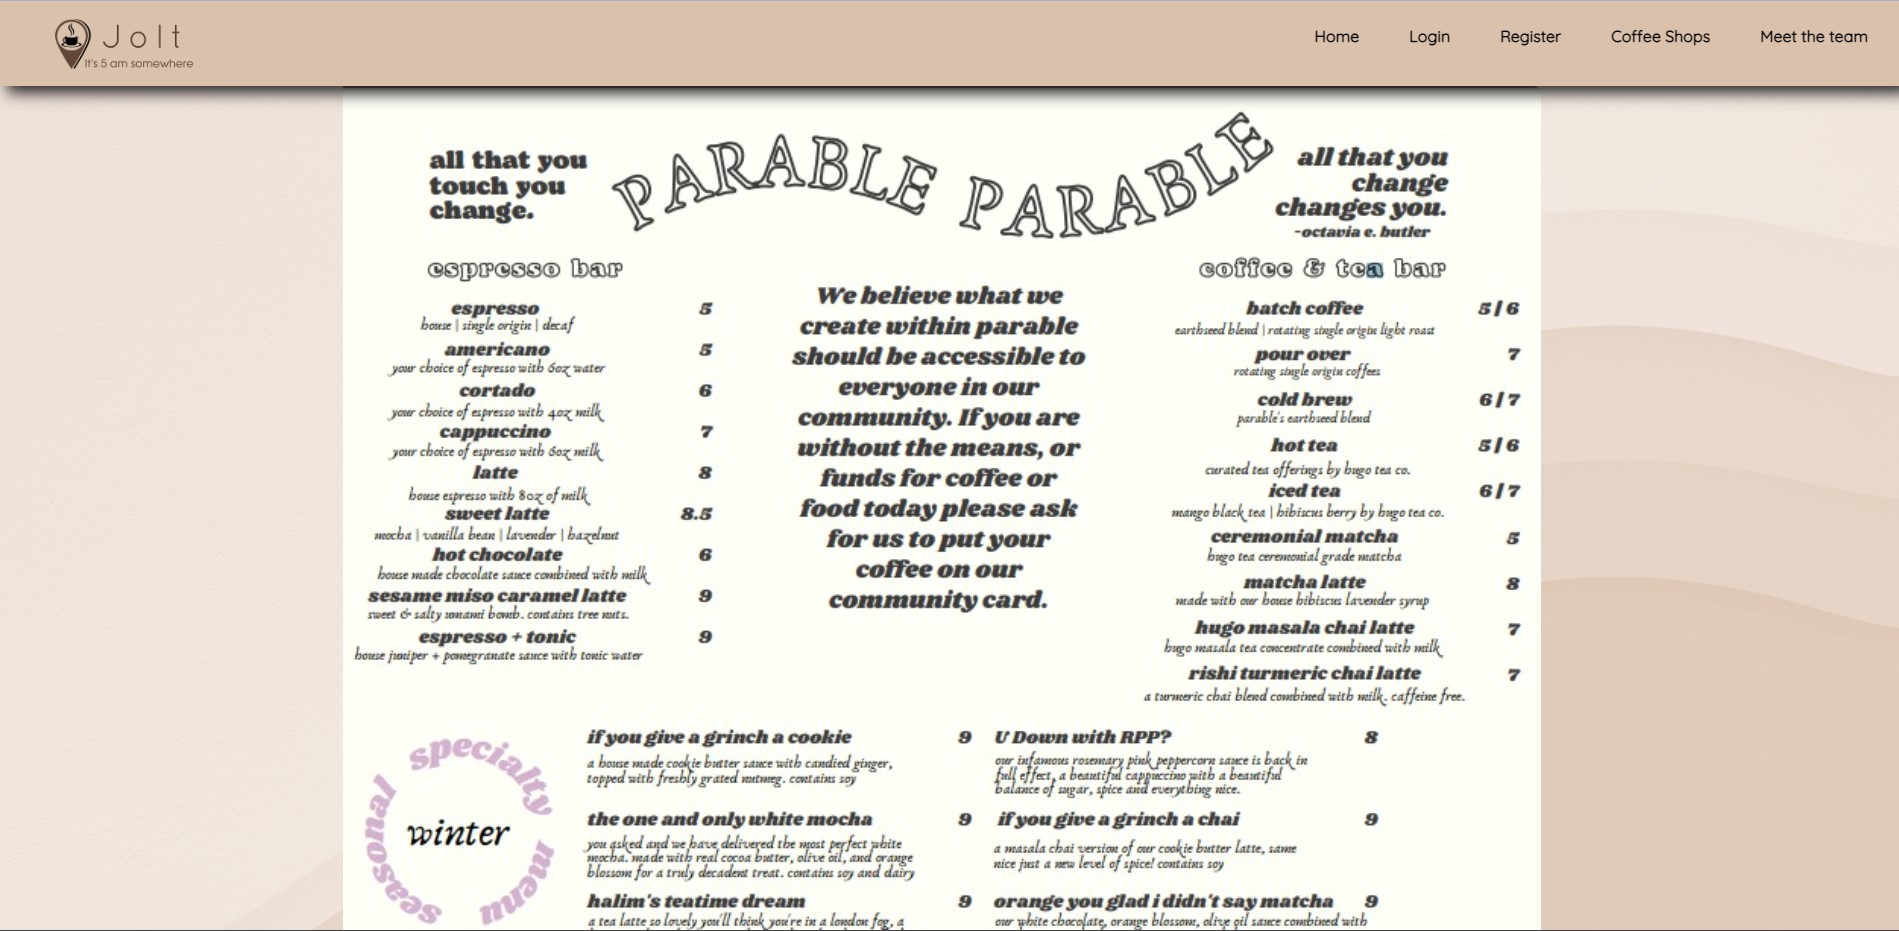 Jolt
It's 5 am somewhere
Home
Login
Register
Coffee Shops
Meet the team
all that you
touch you
change.
PARABLE PARABLE
all that you
change
changes you.
-octavia e. butler
espresso bar
espresso 5
house | single origin | decaf
americano 5
your choice of espresso with 6oz water
cortado 6
your choice of espresso with 4oz milk
cappuccino 7
your choice of espresso with 6oz milk
latte 8
house espresso with 8oz of milk
sweet latte 8.5
mocha | vanilla bean | lavender | hazelnut
hot chocolate 6
house made chocolate sauce combined with milk
sesame miso caramel latte 9
sweet & salty umami bomb. contains tree nuts.
espresso + tonic 9
house juniper + pomegranate sauce with tonic water
We believe what we
create within parable
should be accessible to
everyone in our
community. If you are
without the means, or
funds for coffee or
food today please ask
for us to put your
coffee on our
community card.
coffee & tea bar
batch coffee 5 / 6
earthseed blend | rotating single origin light roast
pour over 7
rotating single origin coffees
cold brew 6 / 7
parable's earthseed blend
hot tea 5 / 6
curated tea offerings by hugo tea co.
iced tea 6 / 7
mango black tea | hibiscus berry by hugo tea co.
ceremonial matcha 5
hugo tea ceremonial grade matcha
matcha latte 8
made with our house hibiscus lavender syrup
hugo masala chai latte 7
hugo masala tea concentrate combined with milk
rishi turmeric chai latte 7
a turmeric chai blend combined with milk. caffeine free.
seasonal specialty menu
winter
if you give a grinch a cookie 9
a house made cookie butter sauce with candied ginger,
topped with freshly grated nutmeg. contains soy
the one and only white mocha 9
you asked and we have delivered the most perfect white
mocha. made with real cocoa butter, olive oil, and orange
blossom for a truly decadent treat. contains soy and dairy
halim's teatime dream 9
a tea latte so lovely you'll think you're in a london fog, a
U Down with RPP? 8
our infamous rosemary pink peppercorn sauce is back in
full effect, a beautiful cappuccino with a beautiful
balance of sugar, spice and everything nice.
if you give a grinch a chai 9
a masala chai version of our cookie butter latte, same
nice just a new level of spice! contains soy
orange you glad i didn't say matcha 9
our white chocolate, orange blossom, olive oil sauce combined with